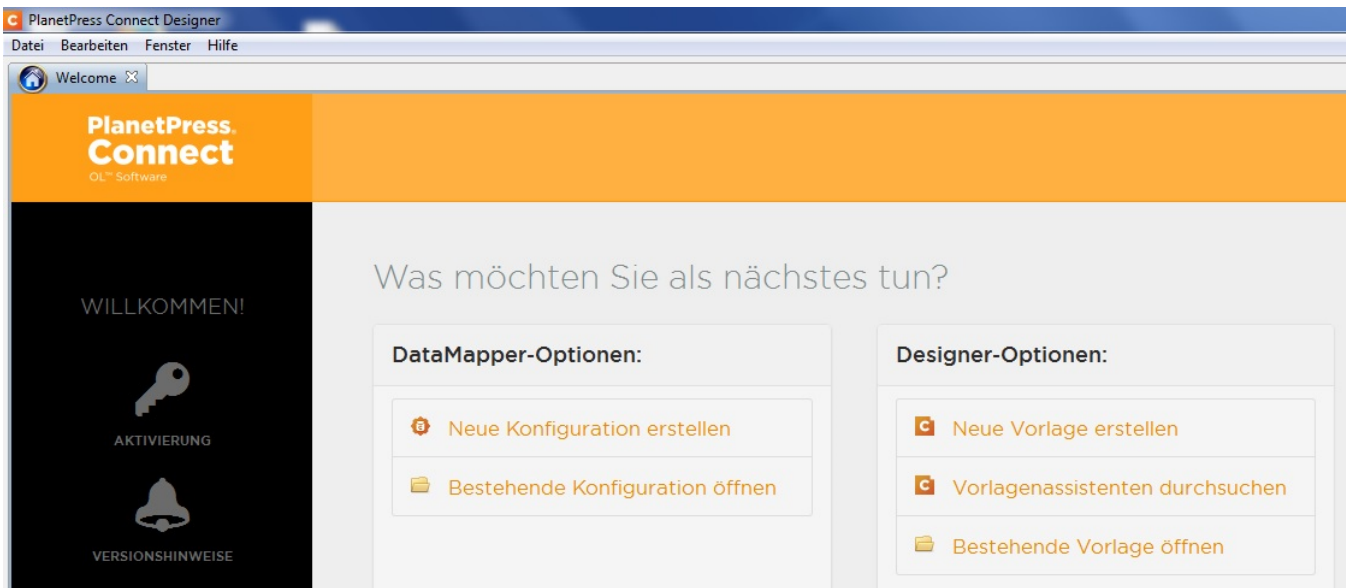 PlanetPress Connect Designer
Datei Bearbeiten Fenster Hilfe
Welcome
PlanetPress.
Connect
OL™ Software
WILLKOMMEN!
AKTIVIERUNG
VERSIONSHINWEISE
Was möchten Sie als nächstes tun?
DataMapper-Optionen:
Neue Konfiguration erstellen
Bestehende Konfiguration öffnen
Designer-Optionen:
Neue Vorlage erstellen
Vorlagenassistenten durchsuchen
Bestehende Vorlage öffnen